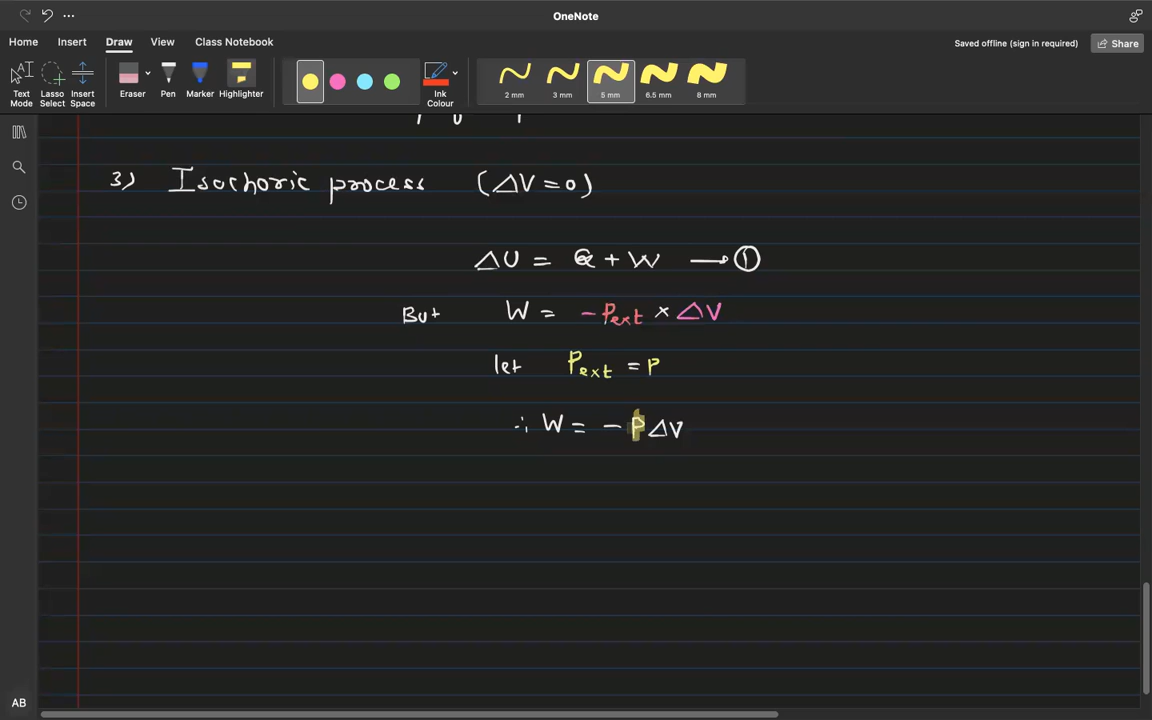 OneNote
Home Insert Draw View Class Notebook
Saved offline (sign in required) Share
Text Mode Lasso Select Insert Space Eraser Pen Marker Highlighter Ink Colour 2 mm 3 mm 5 mm 6.5 mm 8 mm
3) Isochoric process (ΔV = 0)
ΔU = Q + W → ①
But W = -Pext × ΔV
let Pext = P
∴ W = - P ΔV
AB